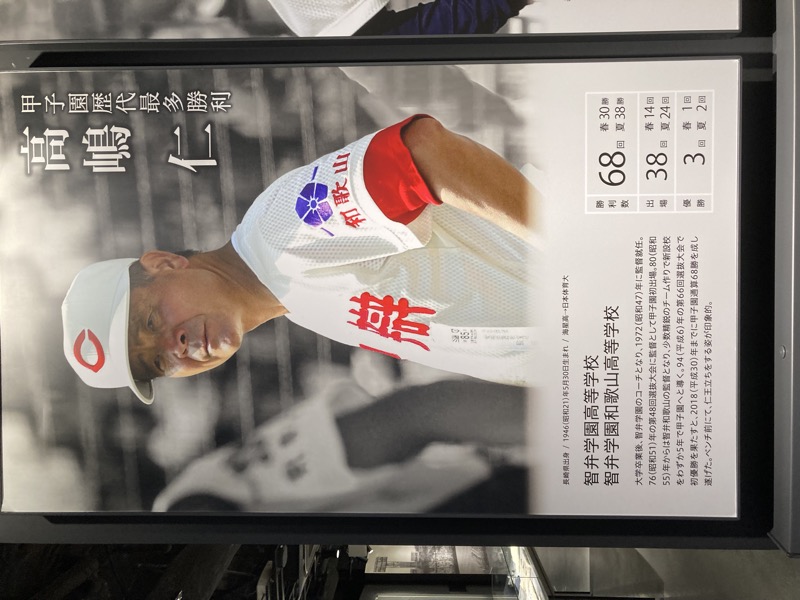 甲子園歴代最多勝利
高嶋 仁
C
和歌山
辯
長崎県出身 / 1946(昭和21)年5月30日生まれ / 海星高→日本体育大
智弁学園高等学校
智弁学園和歌山高等学校
大学卒業後、智弁学園のコーチとなり、1972(昭和47)年に監督就任。
76(昭和51)年の第48回選抜大会に監督として甲子園初出場。80(昭和
55)年からは智弁和歌山の監督となり、少数精鋭のチーム作りで新設校
をわずか5年で甲子園へと導く。94(平成6)年の第66回選抜大会で
初優勝を果たすと、2018(平成30)年までに甲子園通算68勝を成し
遂げた。ベンチ前にて、仁王立ちをする姿が印象的。
勝利数 68回 春30勝 夏38勝
出場 38回 春14回 夏24回
優勝 3回 春1回 夏2回